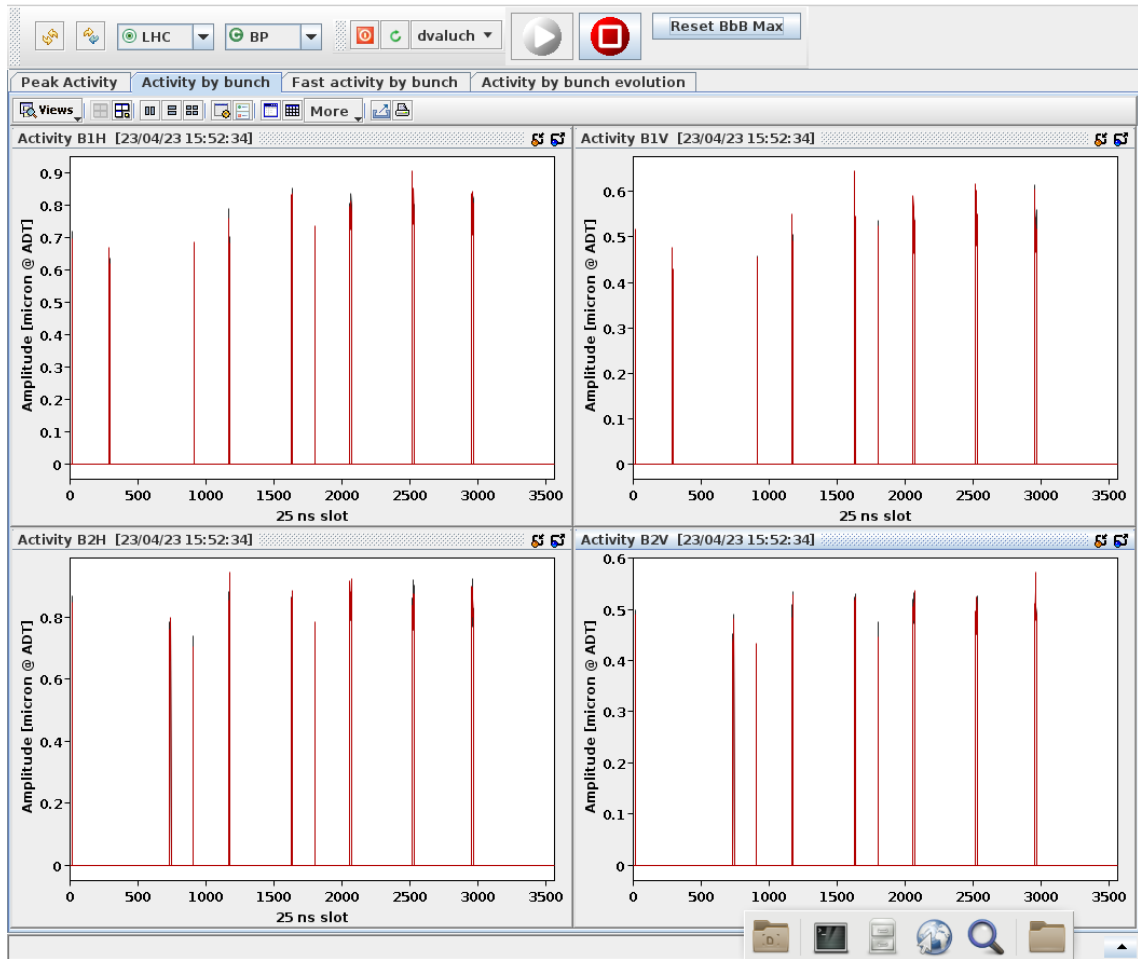 LHC BP dvaluch Reset BbB Max
Peak Activity Activity by bunch Fast activity by bunch Activity by bunch evolution
Views More
Activity B1H [23/04/23 15:52:34]
Amplitude [micron @ ADT]
0.9
0.8
0.7
0.6
0.5
0.4
0.3
0.2
0.1
0
0 500 1000 1500 2000 2500 3000 3500
25 ns slot
Activity B1V [23/04/23 15:52:34]
Amplitude [micron @ ADT]
0.6
0.5
0.4
0.3
0.2
0.1
0
0 500 1000 1500 2000 2500 3000 3500
25 ns slot
Activity B2H [23/04/23 15:52:34]
Amplitude [micron @ ADT]
0.8
0.6
0.4
0.2
0
0 500 1000 1500 2000 2500 3000 3500
25 ns slot
Activity B2V [23/04/23 15:52:34]
Amplitude [micron @ ADT]
0.6
0.5
0.4
0.3
0.2
0.1
0
0 500 1000 1500 2000 2500 3000 3500